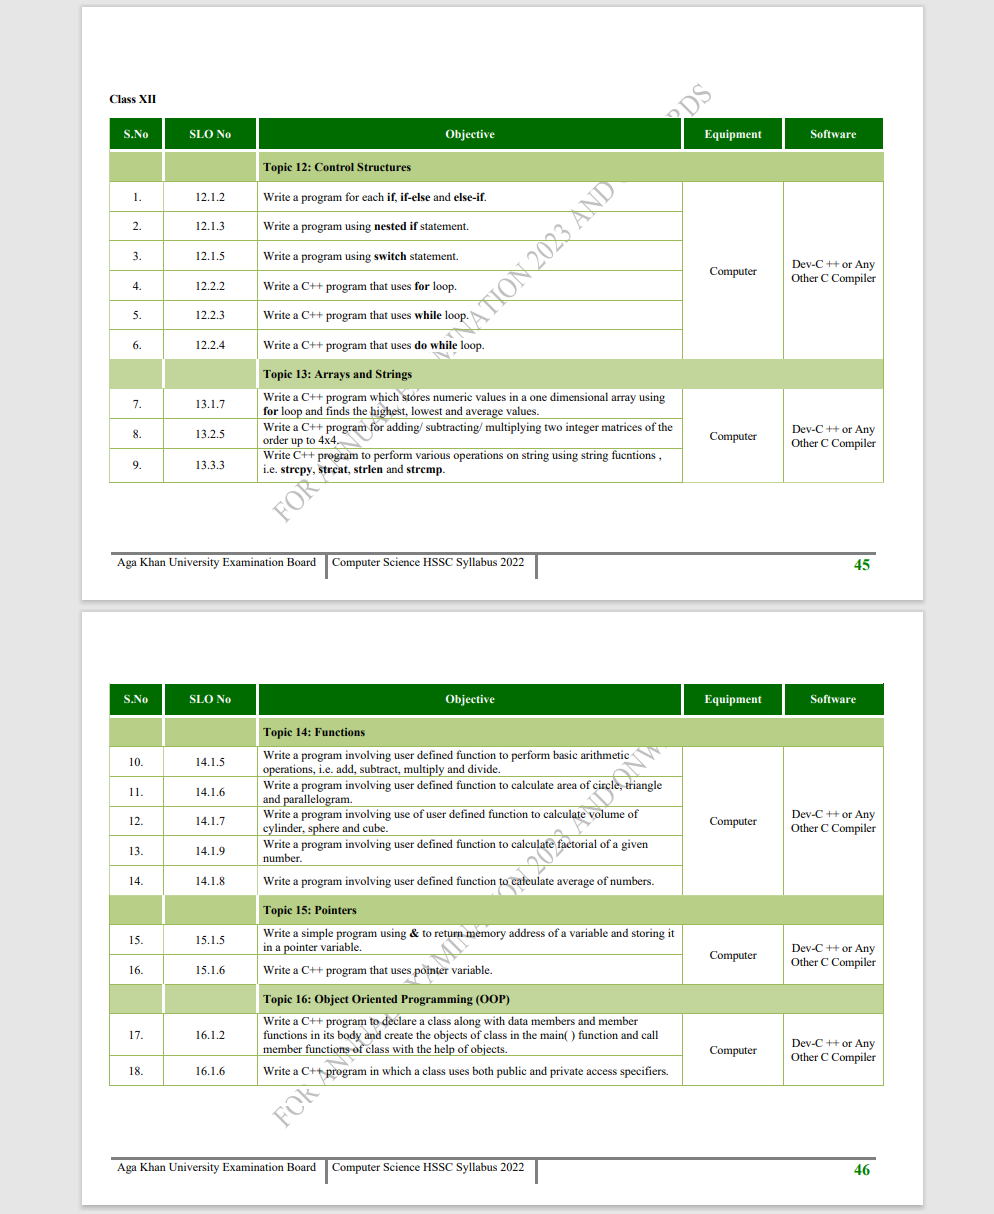 Class XII
S.No SLO No Objective Equipment Software
Topic 12: Control Structures
1. 12.1.2 Write a program for each if, if-else and else-if.
2. 12.1.3 Write a program using nested if statement.
3. 12.1.5 Write a program using switch statement.
4. 12.2.2 Write a C++ program that uses for loop.
5. 12.2.3 Write a C++ program that uses while loop.
6. 12.2.4 Write a C++ program that uses do while loop.
Computer
Dev-C ++ or Any
Other C Compiler
Topic 13: Arrays and Strings
7. 13.1.7 Write a C++ program which stores numeric values in a one dimensional array using
for loop and finds the highest, lowest and average values.
8. 13.2.5 Write a C++ program for adding/ subtracting/ multiplying two integer matrices of the
order up to 4x4.
9. 13.3.3 Write C++ program to perform various operations on string using string fucntions ,
i.e. strcpy, strcat, strlen and strcmp.
Computer
Dev-C ++ or Any
Other C Compiler
Aga Khan University Examination Board Computer Science HSSC Syllabus 2022 45
S.No SLO No Objective Equipment Software
Topic 14: Functions
10. 14.1.5 Write a program involving user defined function to perform basic arithmetic
operations, i.e. add, subtract, multiply and divide.
11. 14.1.6 Write a program involving user defined function to calculate area of circle, triangle
and parallelogram.
12. 14.1.7 Write a program involving use of user defined function to calculate volume of
cylinder, sphere and cube.
13. 14.1.9 Write a program involving user defined function to calculate factorial of a given
number.
14. 14.1.8 Write a program involving user defined function to calculate average of numbers.
Computer
Dev-C ++ or Any
Other C Compiler
Topic 15: Pointers
15. 15.1.5 Write a simple program using & to return memory address of a variable and storing it
in a pointer variable.
16. 15.1.6 Write a C++ program that uses pointer variable.
Computer
Dev-C ++ or Any
Other C Compiler
Topic 16: Object Oriented Programming (OOP)
17. 16.1.2 Write a C++ program to declare a class along with data members and member
functions in its body and create the objects of class in the main( ) function and call
member functions of class with the help of objects.
18. 16.1.6 Write a C++ program in which a class uses both public and private access specifiers.
Computer
Dev-C ++ or Any
Other C Compiler
Aga Khan University Examination Board Computer Science HSSC Syllabus 2022 46